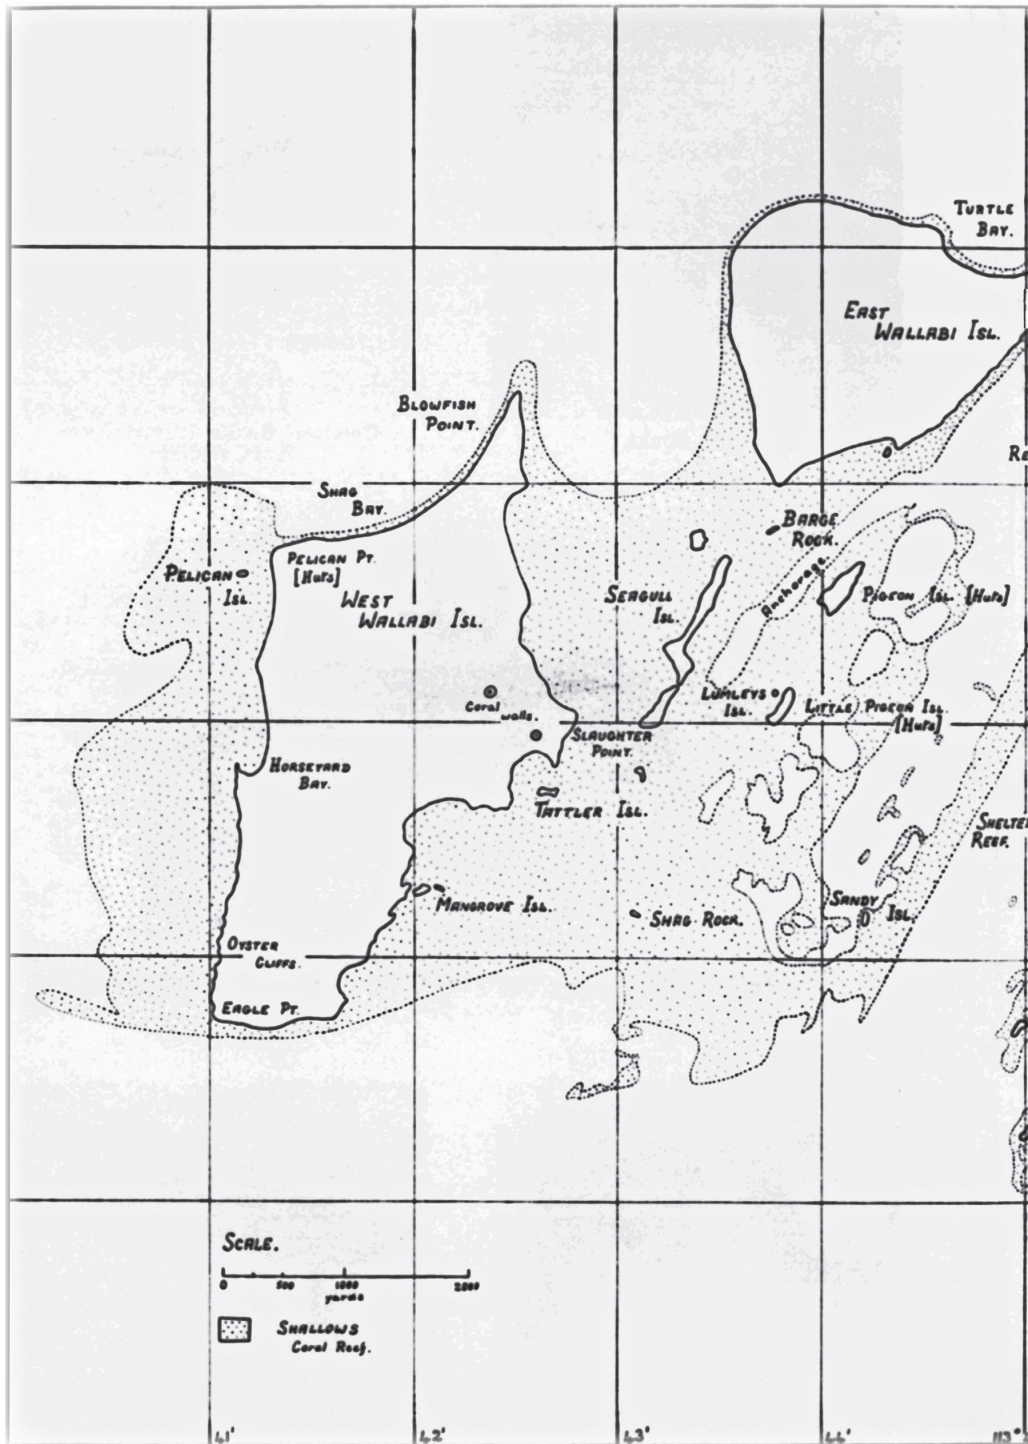 TURTLE
BAY.
EAST
WALLABI ISL.
BLOWFISH
POINT.
SHAG
BAY.
BARGE
ROCK.
PELICAN PT.
[Huts]
PELICAN
ISL.
WEST
WALLABI ISL.
SEAGULL
ISL.
Anchorage
PIGEON ISL. [Huts]
Coral
walls.
LUMLEYS
ISL.
LITTLE PIGEON ISL.
[Huts]
SLAUGHTER
POINT.
HORSEYARD
BAY.
TATTLER ISL.
SHELTER
REEF.
MANGROVE ISL.
SHAG ROCK.
SANDY
ISL.
OYSTER
CLIFFS.
EAGLE PT.
SCALE.
0 500 1000 2000
yards
SHALLOWS
Coral Reef.
41' 42' 43' 44' 113°